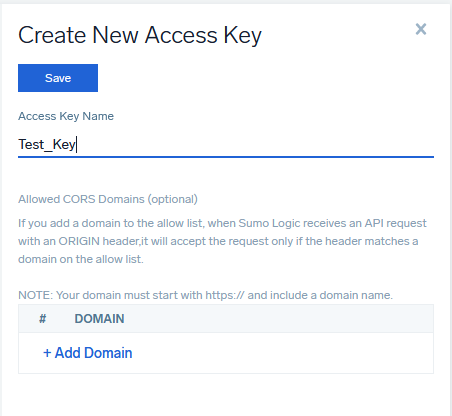 Create New Access Key
Save
Access Key Name
Test_Key
Allowed CORS Domains (optional)
If you add a domain to the allow list, when Sumo Logic receives an API request
with an ORIGIN header,it will accept the request only if the header matches a
domain on the allow list.
NOTE: Your domain must start with https:// and include a domain name.
# DOMAIN
+ Add Domain